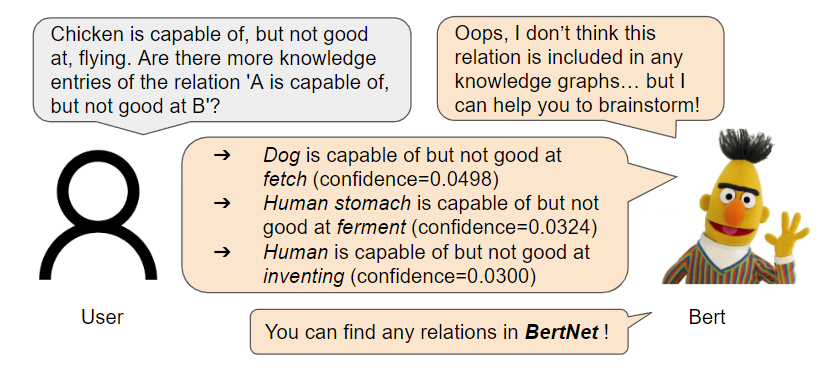 Chicken is capable of, but not good
at, flying. Are there more knowledge
entries of the relation 'A is capable of,
but not good at B'?
Oops, I don’t think this
relation is included in any
knowledge graphs… but I
can help you to brainstorm!
➔ Dog is capable of but not good at
fetch (confidence=0.0498)
➔ Human stomach is capable of but not
good at ferment (confidence=0.0324)
➔ Human is capable of but not good at
inventing (confidence=0.0300)
User
You can find any relations in BertNet !
Bert